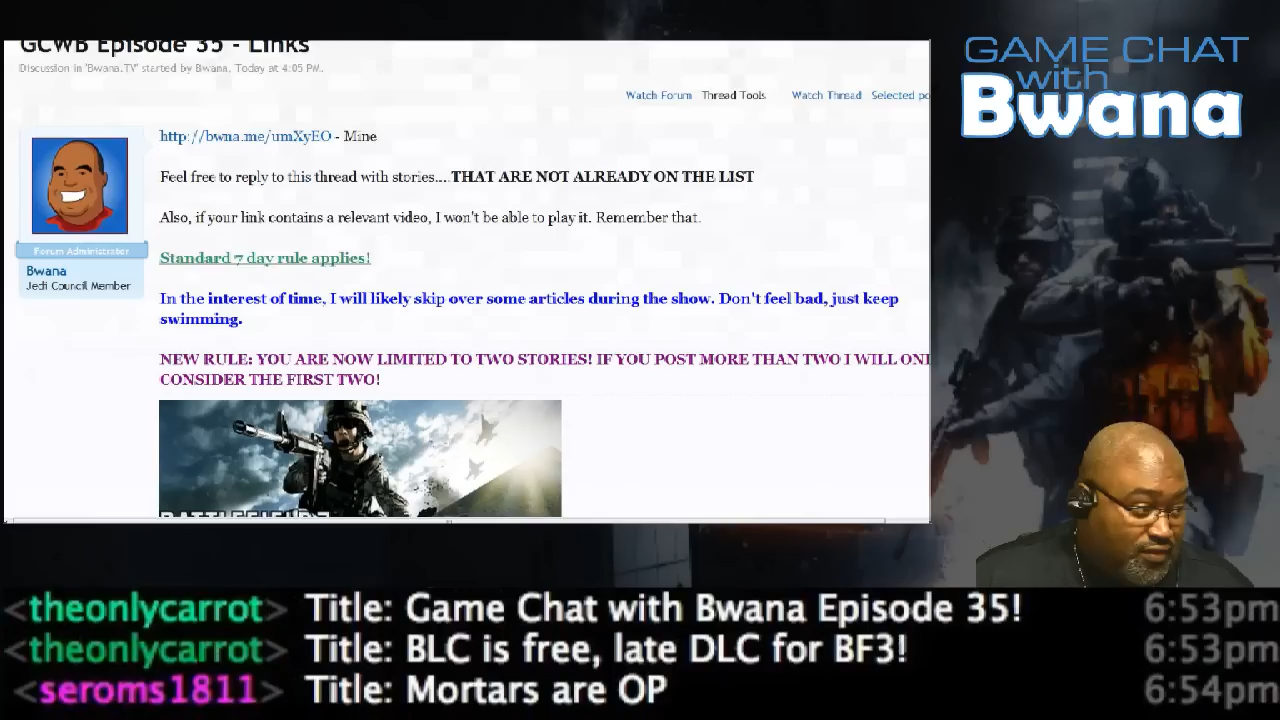 GCWB Episode 35 - Links
Discussion in 'Bwana.TV' started by Bwana, Today at 4:05 PM.
Watch Forum Thread Tools Watch Thread Selected po
http://bwna.me/umXyEO - Mine
Feel free to reply to this thread with stories.... THAT ARE NOT ALREADY ON THE LIST
Also, if your link contains a relevant video, I won't be able to play it. Remember that.
Standard 7 day rule applies!
In the interest of time, I will likely skip over some articles during the show. Don't feel bad, just keep
swimming.
NEW RULE: YOU ARE NOW LIMITED TO TWO STORIES! IF YOU POST MORE THAN TWO I WILL ONL
CONSIDER THE FIRST TWO!
Forum Administrator
Bwana
Jedi Council Member
GAME CHAT
with
Bwana
<theonlycarrot> Title: Game Chat with Bwana Episode 35! 6:53pm
<theonlycarrot> Title: BLC is free, late DLC for BF3! 6:53pm
<seroms1811> Title: Mortars are OP 6:54pm